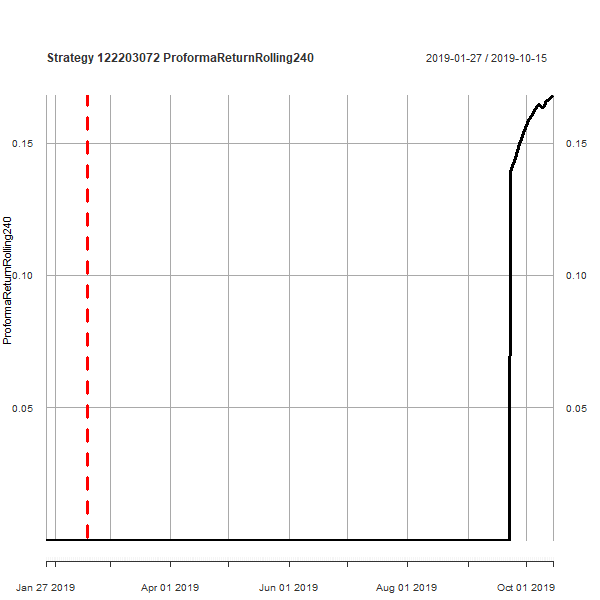 Strategy 122203072 ProformaReturnRolling240
2019-01-27 / 2019-10-15
ProformaReturnRolling240
0.15
0.15
0.10
0.10
0.05
0.05
Jan 27 2019
Apr 01 2019
Jun 01 2019
Aug 01 2019
Oct 01 2019